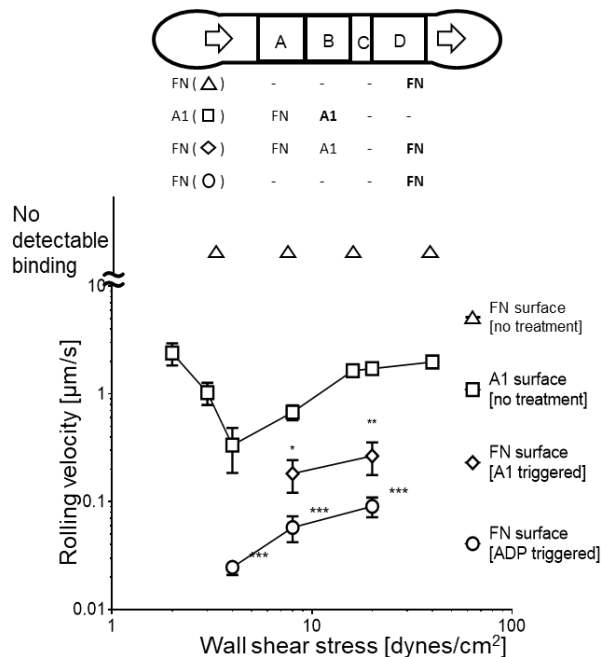 A B C D
FN ( ) - - - FN
A1 ( ) FN A1 - -
FN ( ) FN A1 - FN
FN ( ) - - - FN
No
detectable
binding
10
1
0.1
0.01
Rolling velocity [µm/s]
* **
*** *** ***
1 10 100
Wall shear stress [dynes/cm²]
FN surface
[no treatment]
A1 surface
[no treatment]
FN surface
[A1 triggered]
FN surface
[ADP triggered]